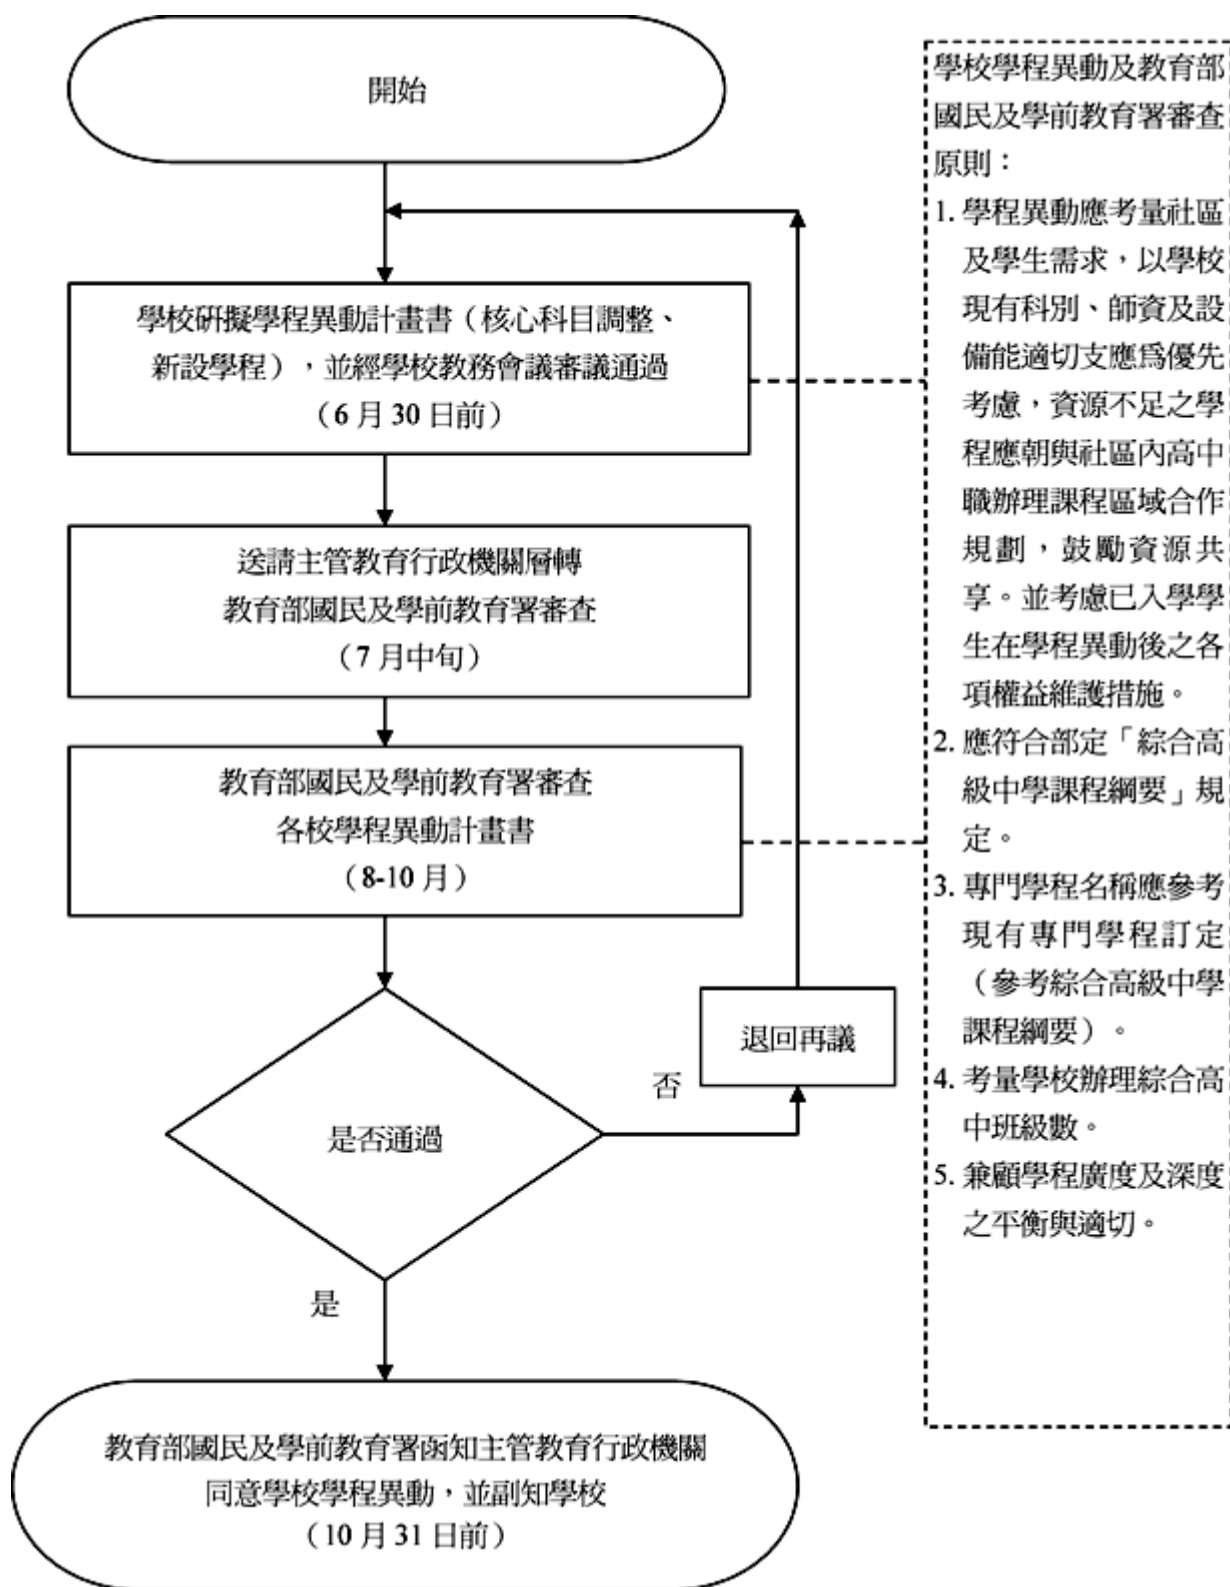 開始
學校研擬學程異動計畫書（核心科目調整、
新設學程），並經學校教務會議審議通過
（6 月 30 日前）
送請主管教育行政機關層轉
教育部國民及學前教育署審查
（7 月中旬）
教育部國民及學前教育署審查
各校學程異動計畫書
（8-10 月）
是否通過
否
退回再議
是
教育部國民及學前教育署函知主管教育行政機關
同意學校學程異動，並副知學校
（10 月 31 日前）
學校學程異動及教育部
國民及學前教育署審查
原則：
1. 學程異動應考量社區
及學生需求，以學校
現有科別、師資及設
備能適切支應爲優先
考慮，資源不足之學
程應朝與社區內高中
職辦理課程區域合作
規劃，鼓勵資源共
享。並考慮已入學學
生在學程異動後之各
項權益維護措施。
2. 應符合部定「綜合高
級中學課程綱要」規
定。
3. 專門學程名稱應參考
現有專門學程訂定
（參考綜合高級中學
課程綱要）。
4. 考量學校辦理綜合高
中班級數。
5. 兼顧學程廣度及深度
之平衡與適切。